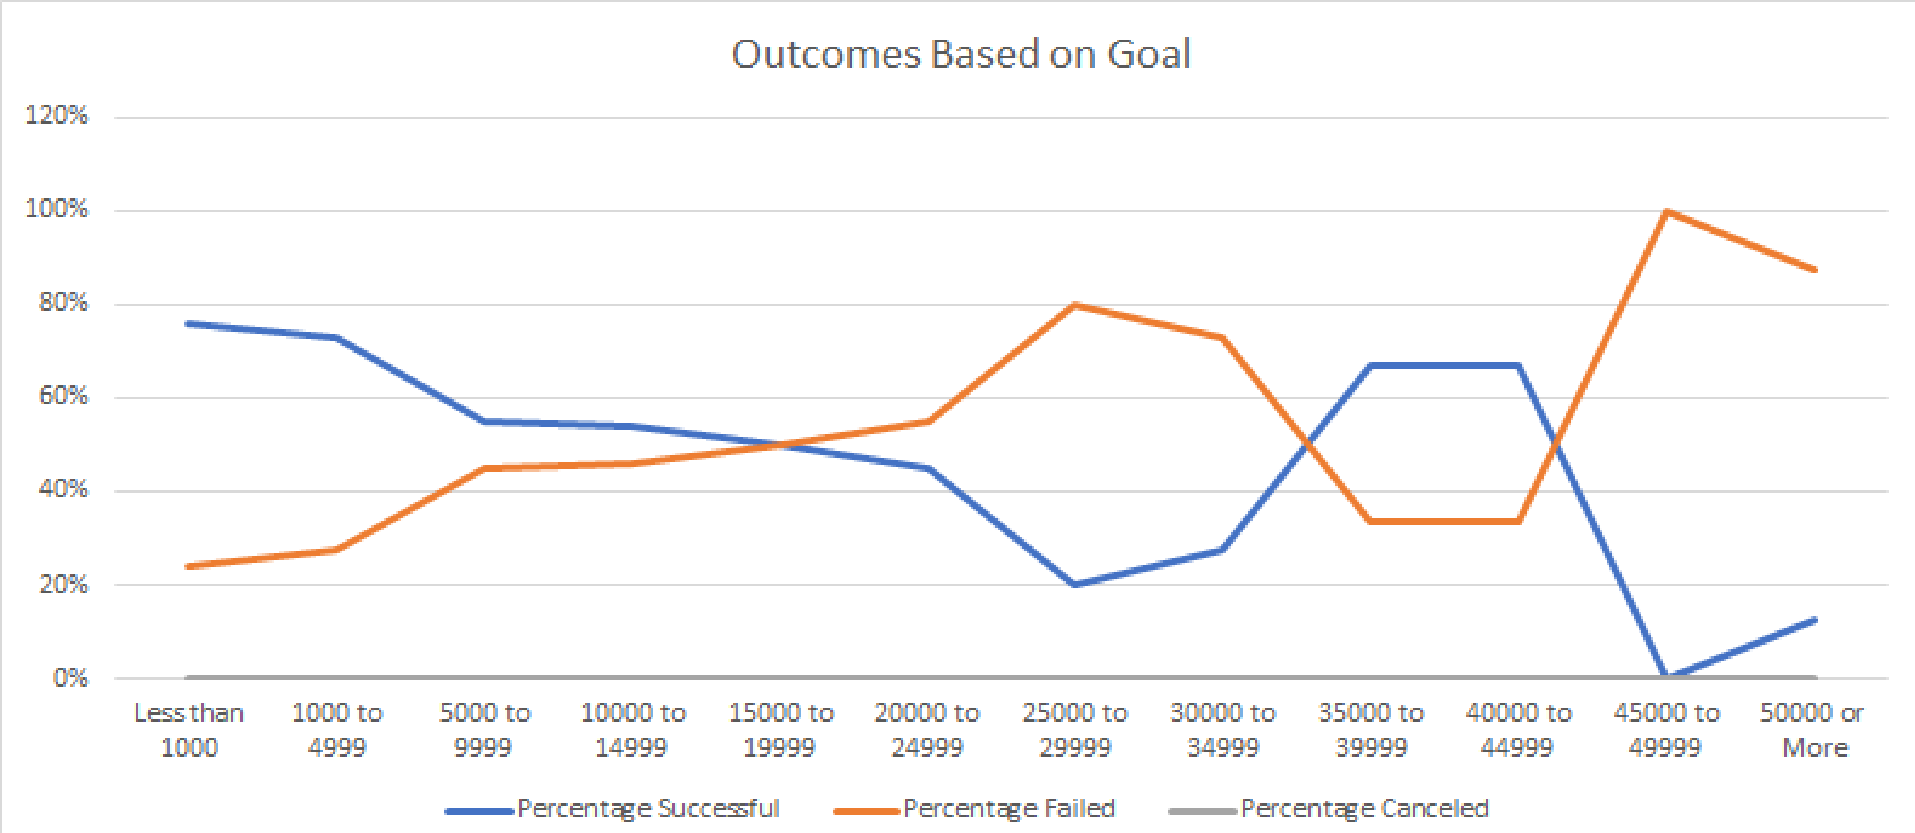 Outcomes Based on Goal
120%
100%
80%
60%
40%
20%
0%
Less than 1000
1000 to 4999
5000 to 9999
10000 to 14999
15000 to 19999
20000 to 24999
25000 to 29999
30000 to 34999
35000 to 39999
40000 to 44999
45000 to 49999
50000 or More
Percentage Successful
Percentage Failed
Percentage Canceled